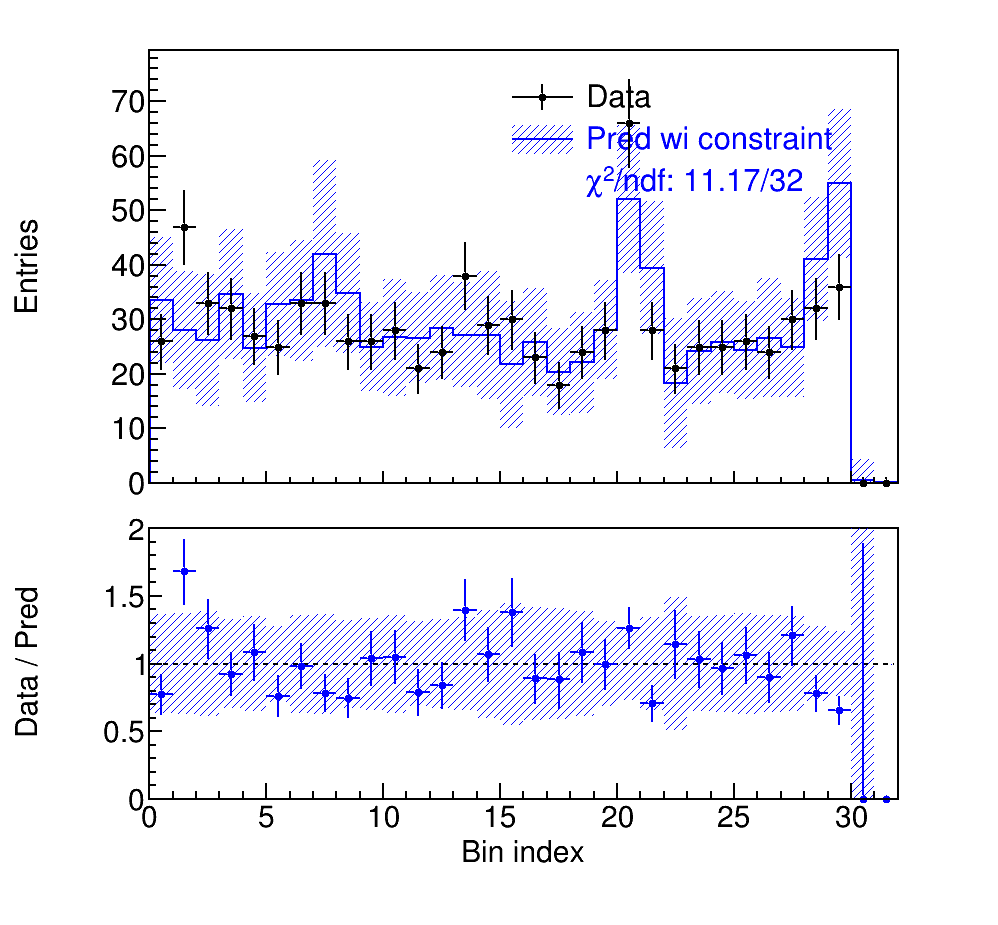 Entries
70
60
50
40
30
20
10
0
Data
Pred wi constraint
χ²/ndf: 11.17/32
Data / Pred
2
1.5
1
0.5
0
0 5 10 15 20 25 30
Bin index